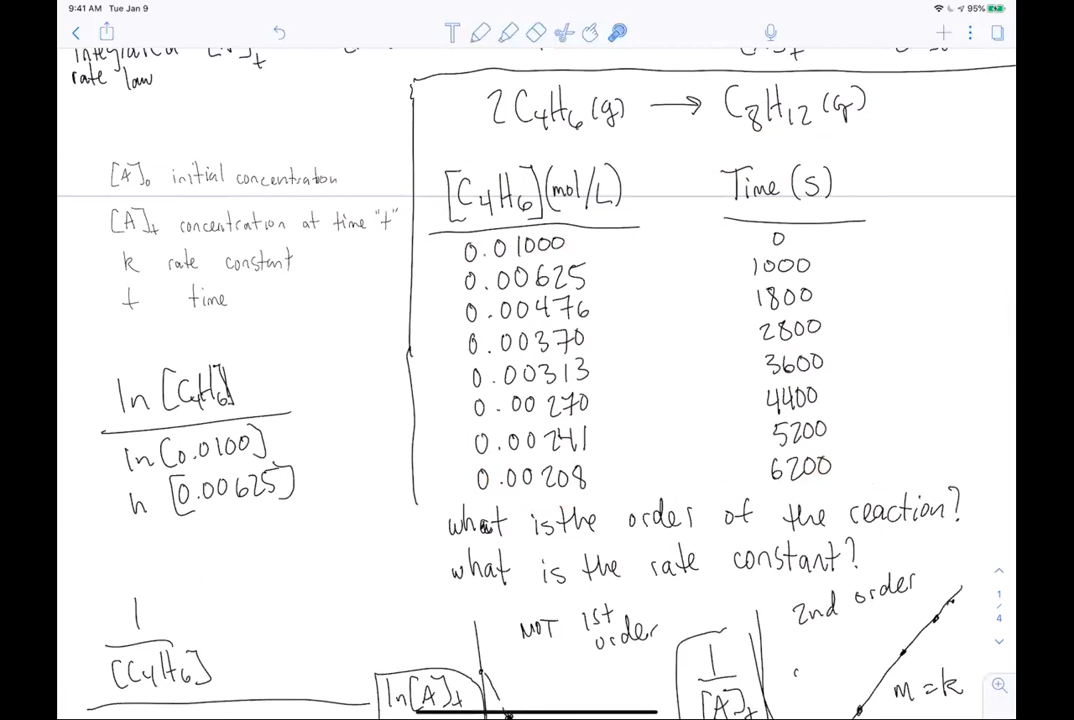 9:41 AM Tue Jan 9
95%
rate law
2C4H6 (g) → C8H12 (g)
[A]o initial concentration
[A]t concentration at time "t"
k rate constant
t time
[C4H6](mol/L) Time (s)
0.01000 0
0.00625 1000
0.00476 1800
0.00370 2800
0.00313 3600
0.00270 4400
0.00241 5200
0.00208 6200
ln [C4H6]
ln [0.0100]
ln [0.00625]
what is the order of the reaction?
what is the rate constant?
1
[C4H6]
NOT 1st order
ln[A]t
2nd order
1
[A]t
m = k
1
/
4